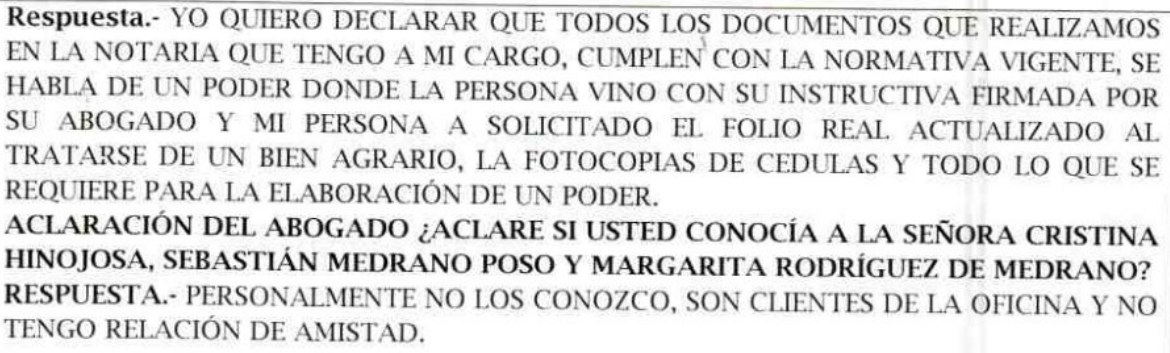 Respuesta.- YO QUIERO DECLARAR QUE TODOS LOS DOCUMENTOS QUE REALIZAMOS
EN LA NOTARIA QUE TENGO A MI CARGO, CUMPLEN CON LA NORMATIVA VIGENTE, SE
HABLA DE UN PODER DONDE LA PERSONA VINO CON SU INSTRUCTIVA FIRMADA POR
SU ABOGADO Y MI PERSONA A SOLICITADO EL FOLIO REAL ACTUALIZADO AL
TRATARSE DE UN BIEN AGRARIO, LA FOTOCOPIAS DE CEDULAS Y TODO LO QUE SE
REQUIERE PARA LA ELABORACIÓN DE UN PODER.
ACLARACIÓN DEL ABOGADO ¿ACLARE SI USTED CONOCÍA A LA SEÑORA CRISTINA
HINOJOSA, SEBASTIÁN MEDRANO POSO Y MARGARITA RODRÍGUEZ DE MEDRANO?
RESPUESTA.- PERSONALMENTE NO LOS CONOZCO, SON CLIENTES DE LA OFICINA Y NO
TENGO RELACIÓN DE AMISTAD.